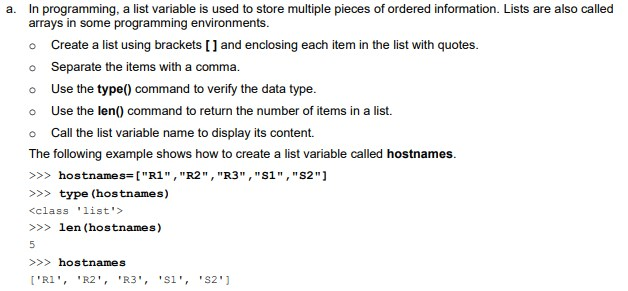 a. In programming, a list variable is used to store multiple pieces of ordered information. Lists are also called
arrays in some programming environments.
o Create a list using brackets [ ] and enclosing each item in the list with quotes.
o Separate the items with a comma.
o Use the type() command to verify the data type.
o Use the len() command to return the number of items in a list.
o Call the list variable name to display its content.
The following example shows how to create a list variable called hostnames.
>>> hostnames=["R1","R2","R3","S1","S2"]
>>> type(hostnames)
<class 'list'>
>>> len(hostnames)
5
>>> hostnames
['R1', 'R2', 'R3', 'S1', 'S2']